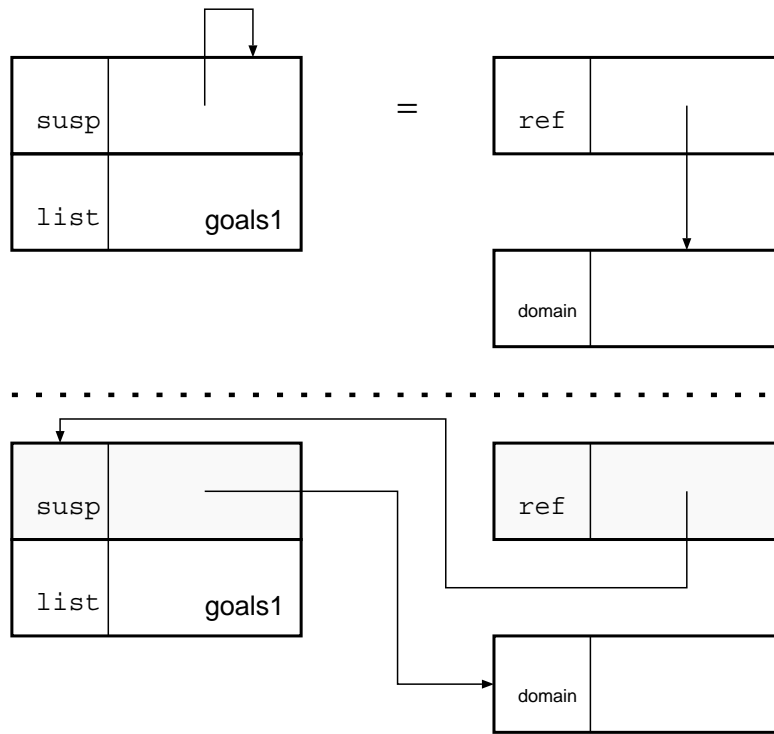 susp
=
ref
list
goals1
domain
susp
ref
list
goals1
domain